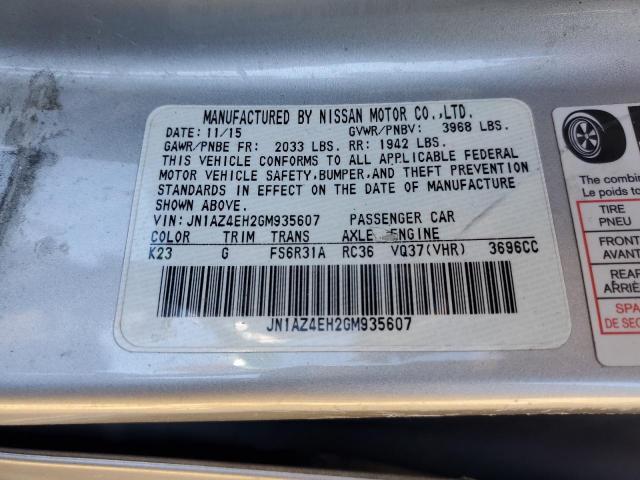 MANUFACTURED BY NISSAN MOTOR CO.,LTD.
DATE: 11/15 GVWR/PNBV: 3968 LBS.
GAWR/PNBE FR: 2033 LBS. RR: 1942 LBS.
THIS VEHICLE CONFORMS TO ALL APPLICABLE FEDERAL
MOTOR VEHICLE SAFETY,BUMPER,AND THEFT PREVENTION
STANDARDS IN EFFECT ON THE DATE OF MANUFACTURE
SHOWN ABOVE.
VIN:JN1AZ4EH2GM935607 PASSENGER CAR
COLOR TRIM TRANS AXLE ENGINE
K23 G FS6R31A RC36 VQ37(VHR) 3696CC
JN1AZ4EH2GM935607
The combin
Le poids to
TIRE
PNEU
FRONT
AVANT
REAR
ARRIÈ
SPA
DE SEC